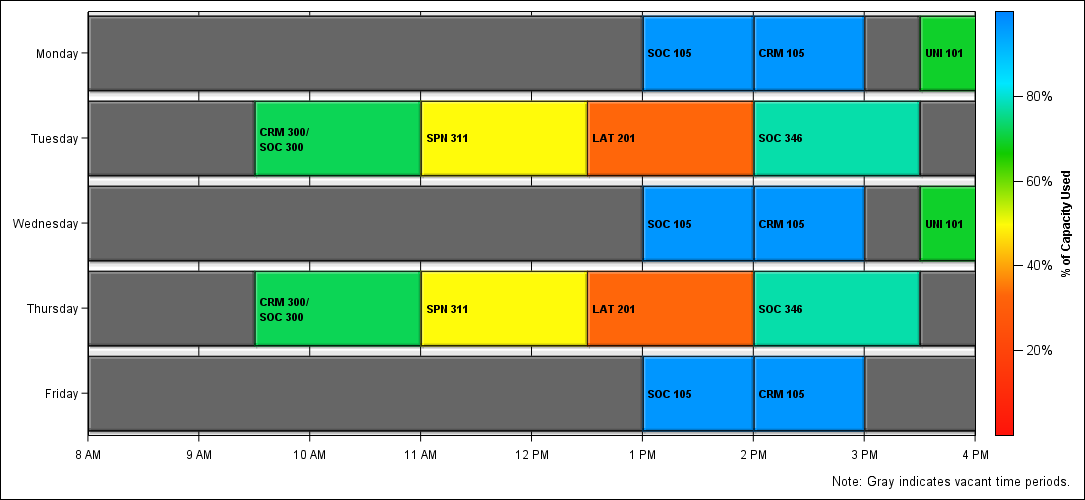 Monday
SOC 105
CRM 105
UNI 101
80%
Tuesday
CRM 300/
SOC 300
SPN 311
LAT 201
SOC 346
60%
Wednesday
SOC 105
CRM 105
UNI 101
% of Capacity Used
40%
Thursday
CRM 300/
SOC 300
SPN 311
LAT 201
SOC 346
20%
Friday
SOC 105
CRM 105
8 AM 9 AM 10 AM 11 AM 12 PM 1 PM 2 PM 3 PM 4 PM
Note: Gray indicates vacant time periods.